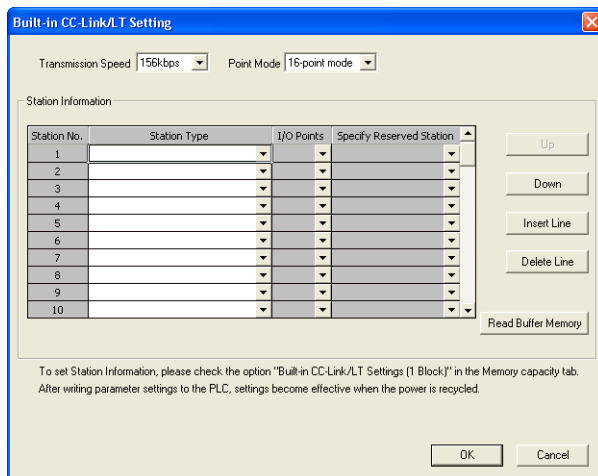 Built-in CC-Link/LT Setting
Transmission Speed 156kbps Point Mode 16-point mode
Station Information
Station No. Station Type I/O Points Specify Reserved Station
1
2
3
4
5
6
7
8
9
10
Up
Down
Insert Line
Delete Line
Read Buffer Memory
To set Station Information, please check the option "Built-in CC-Link/LT Settings (1 Block)" in the Memory capacity tab.
After writing parameter settings to the PLC, settings become effective when the power is recycled.
OK Cancel